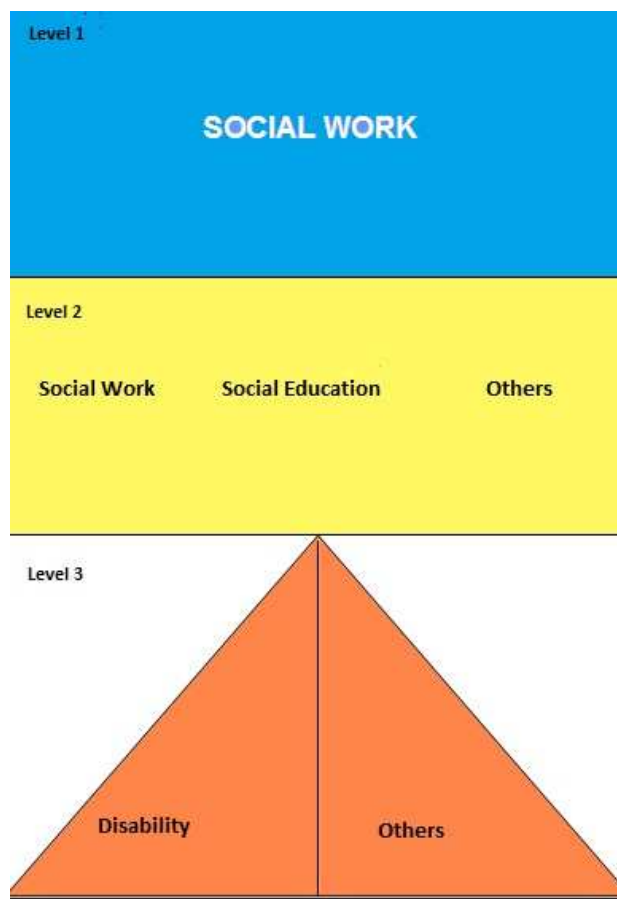 Level 1
SOCIAL WORK
Level 2
Social Work Social Education Others
Level 3
Disability Others